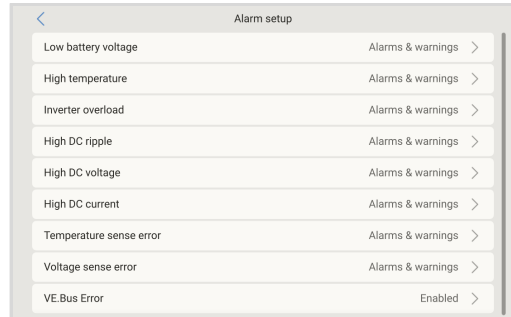 Alarm setup
Low battery voltage Alarms & warnings
High temperature Alarms & warnings
Inverter overload Alarms & warnings
High DC ripple Alarms & warnings
High DC voltage Alarms & warnings
High DC current Alarms & warnings
Temperature sense error Alarms & warnings
Voltage sense error Alarms & warnings
VE.Bus Error Enabled